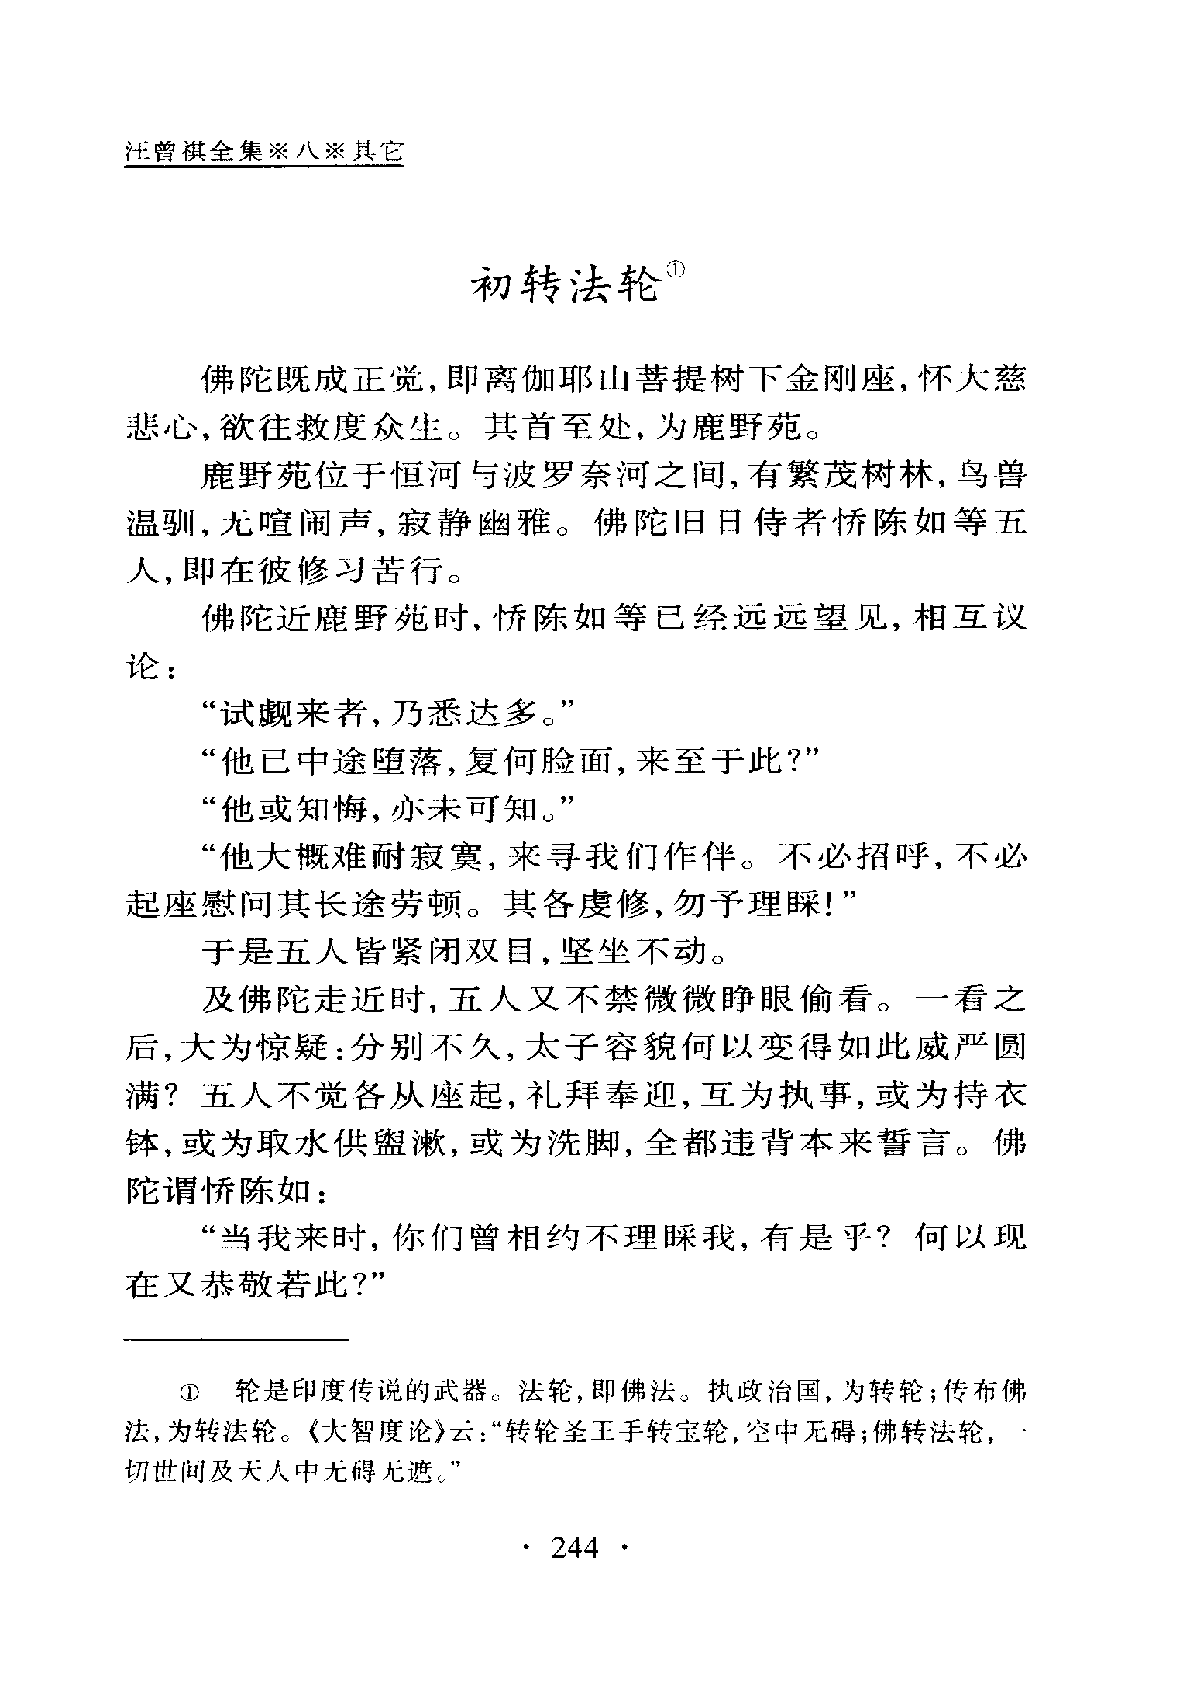 汪曾祺全集※八※其它
初转法轮①
佛陀既成正觉,即离伽耶山菩提树下金刚座,怀大慈
悲心,欲往救度众生。其首至处,为鹿野苑。
鹿野苑位于恒河与波罗奈河之间,有繁茂树林,鸟兽
温驯,无喧闹声,寂静幽雅。佛陀旧日侍者㤭陈如等五
人,即在彼修习苦行。
佛陀近鹿野苑时,㤭陈如等已经远远望见,相互议
论:
“试觑来者,乃悉达多。”
“他已中途堕落,复何脸面,来至于此?”
“他或知悔,亦未可知。”
“他大概难耐寂寞,来寻我们作伴。不必招呼,不必
起座慰问其长途劳顿。其各虔修,勿予理睬!”
于是五人皆紧闭双目,坚坐不动。
及佛陀走近时,五人又不禁微微睁眼偷看。一看之
后,大为惊疑:分别不久,太子容貌何以变得如此威严圆
满?五人不觉各从座起,礼拜奉迎,互为执事,或为持衣
钵,或为取水供盥漱,或为洗脚,全都违背本来誓言。佛
陀谓㤭陈如:
“当我来时,你们曾相约不理睬我,有是乎?何以现
在又恭敬若此?”
① 轮是印度传说的武器。法轮,即佛法。执政治国,为转轮;传布佛
法,为转法轮。《大智度论》云:“转轮圣王手转宝轮,空中无碍;佛转法轮,一
切世间及天人中无碍无遮。”
· 244 ·